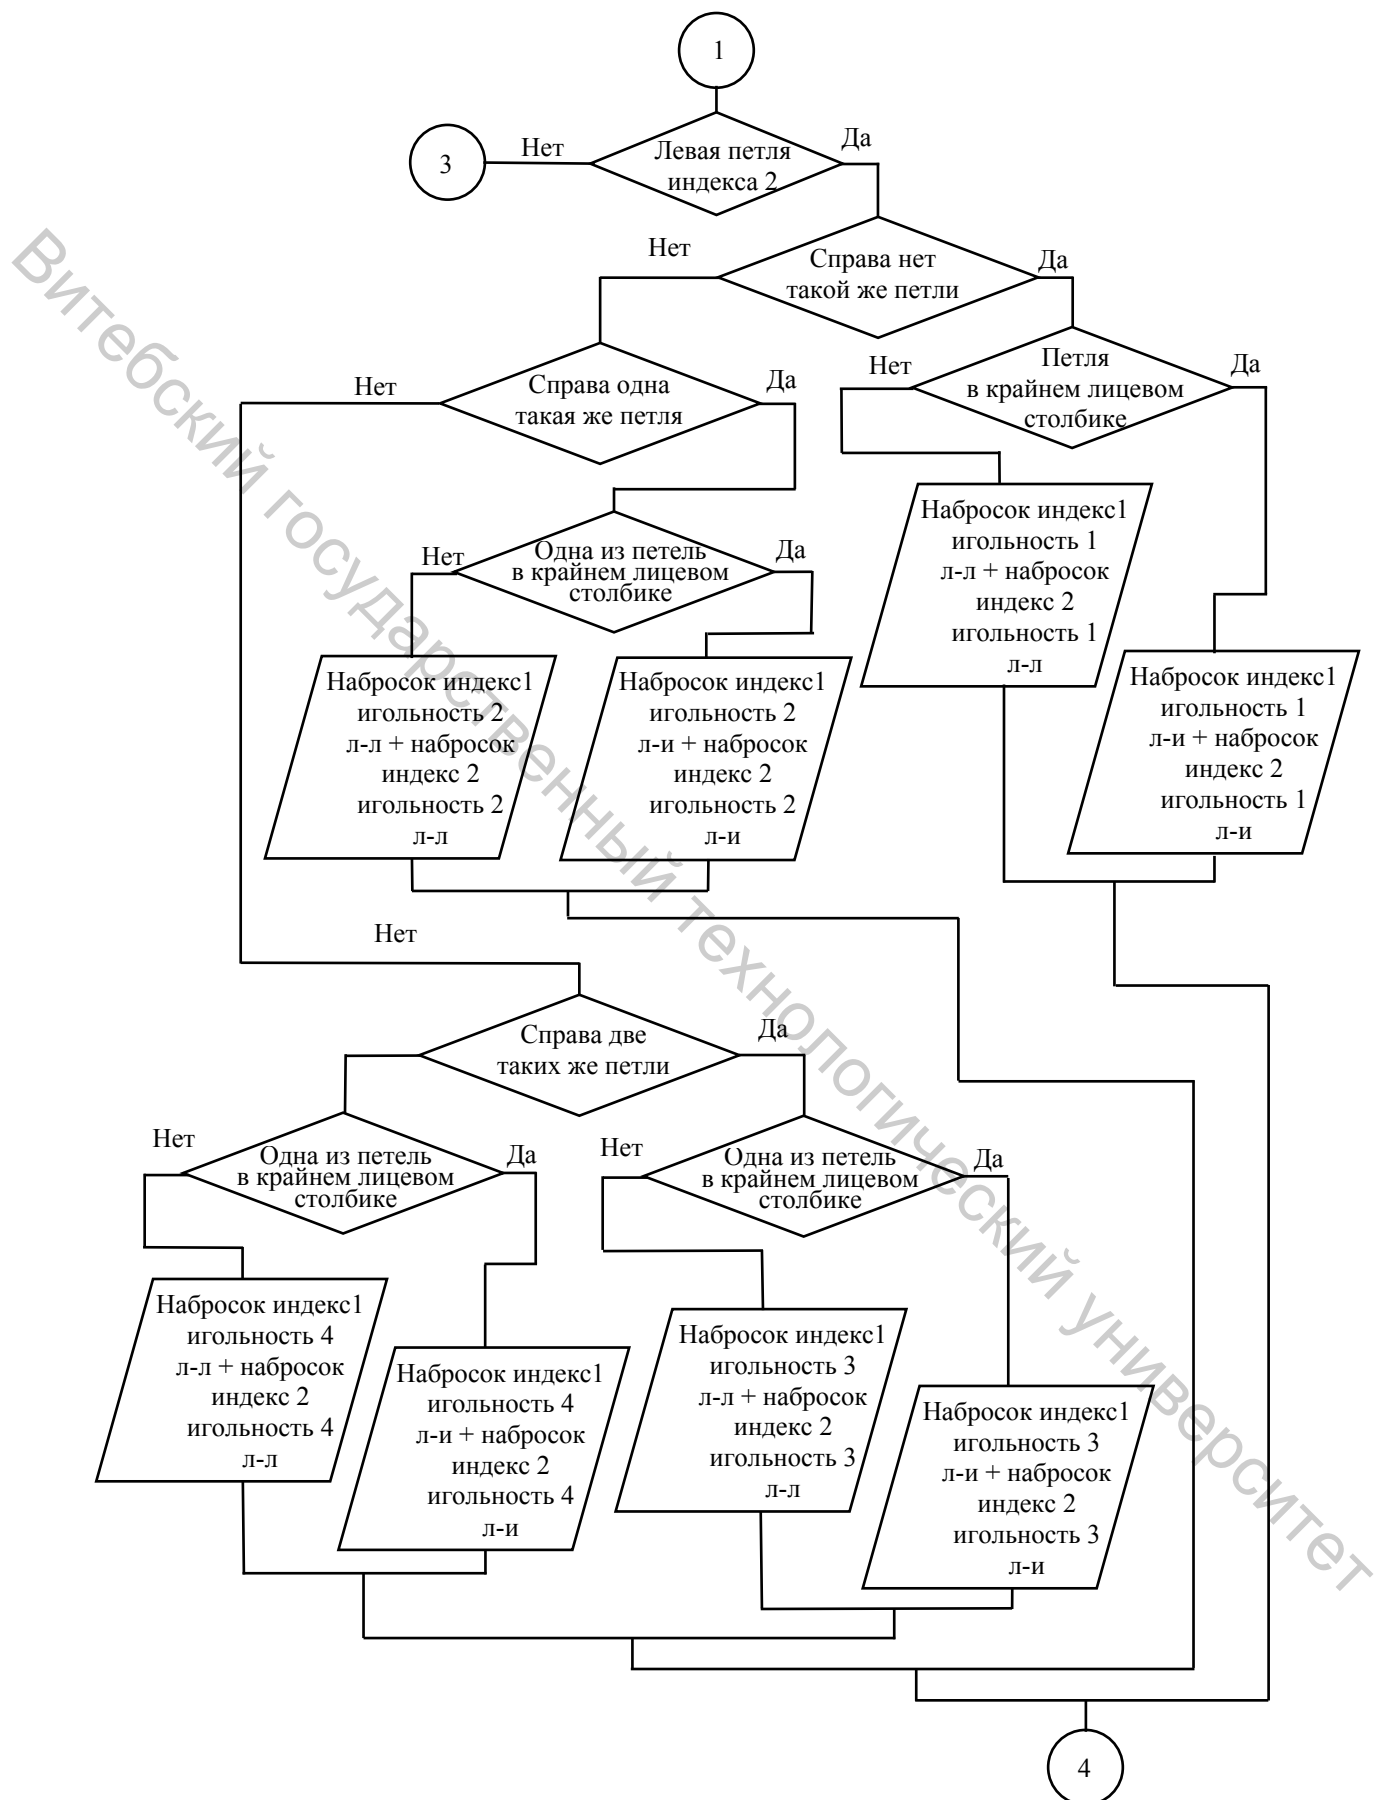 1
3
Нет
Левая петля
индекса 2
Да
Нет
Справа нет
такой же петли
Да
Нет
Справа одна
такая же петля
Да
Нет
Петля
в крайнем лицевом
столбике
Да
Нет
Одна из петель
в крайнем лицевом
столбике
Да
Набросок индекс1
игольность 1
л-л + набросок
индекс 2
игольность 1
л-л
Набросок индекс1
игольность 1
л-и + набросок
индекс 2
игольность 1
л-и
Набросок индекс1
игольность 2
л-л + набросок
индекс 2
игольность 2
л-л
Набросок индекс1
игольность 2
л-и + набросок
индекс 2
игольность 2
л-и
Нет
Справа две
таких же петли
Да
Нет
Одна из петель
в крайнем лицевом
столбике
Да
Нет
Одна из петель
в крайнем лицевом
столбике
Да
Набросок индекс1
игольность 4
л-л + набросок
индекс 2
игольность 4
л-л
Набросок индекс1
игольность 4
л-и + набросок
индекс 2
игольность 4
л-и
Набросок индекс1
игольность 3
л-л + набросок
индекс 2
игольность 3
л-л
Набросок индекс1
игольность 3
л-и + набросок
индекс 2
игольность 3
л-и
4
Витебский государственный технологический университет